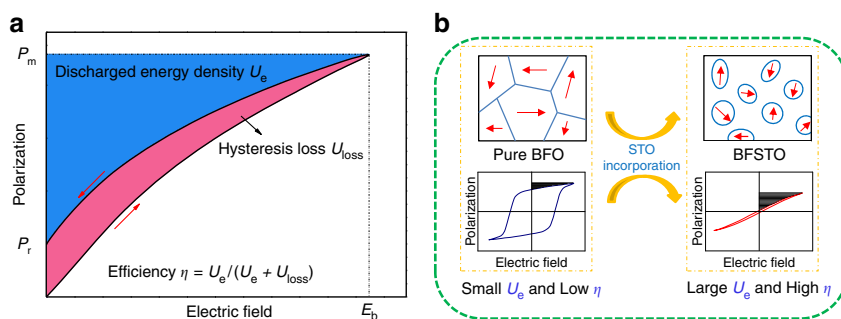 a
P_m
Discharged energy density U_e
Hysteresis loss U_loss
Polarization
P_r
Efficiency η = U_e/(U_e + U_loss)
Electric field
E_b
b
Pure BFO
STO
incorporation
BFSTO
Polarization
Electric field
Polarization
Electric field
Small U_e and Low η
Large U_e and High η